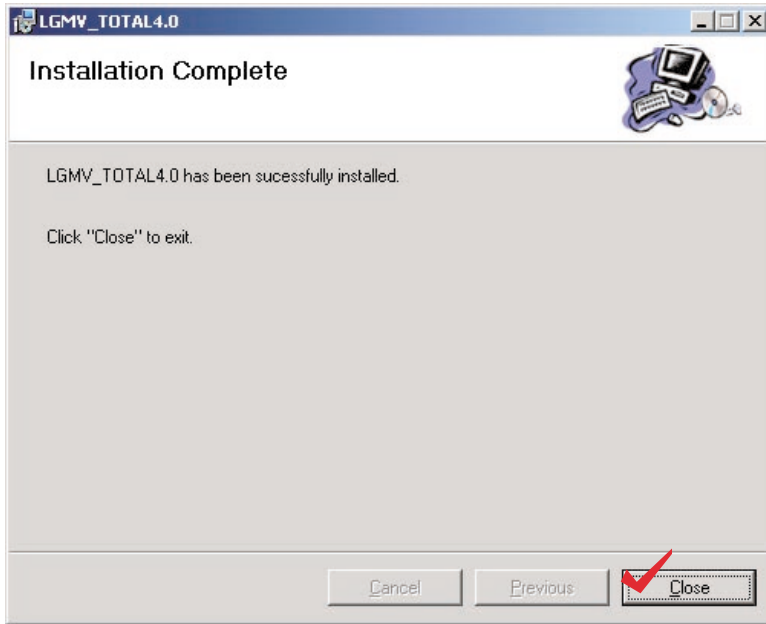 LGMV_TOTAL4.0
Installation Complete
LGMV_TOTAL4.0 has been sucessfully installed.
Click "Close" to exit.
Cancel Previous Close